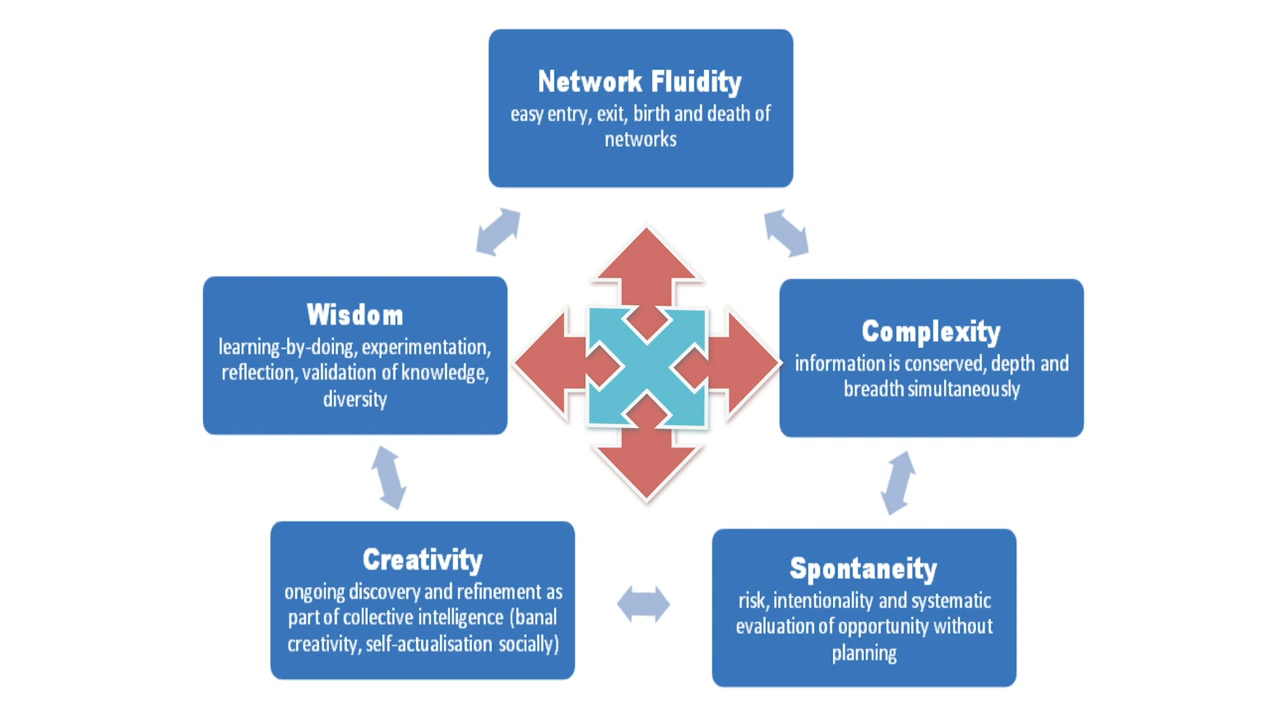 Network Fluidity
easy entry, exit, birth and death of
networks
Wisdom
learning-by-doing, experimentation,
reflection, validation of knowledge,
diversity
Complexity
information is conserved, depth and
breadth simultaneously
Creativity
ongoing discovery and refinement as
part of collective intelligence (banal
creativity, self-actualisation socially)
Spontaneity
risk, intentionality and systematic
evaluation of opportunity without
planning